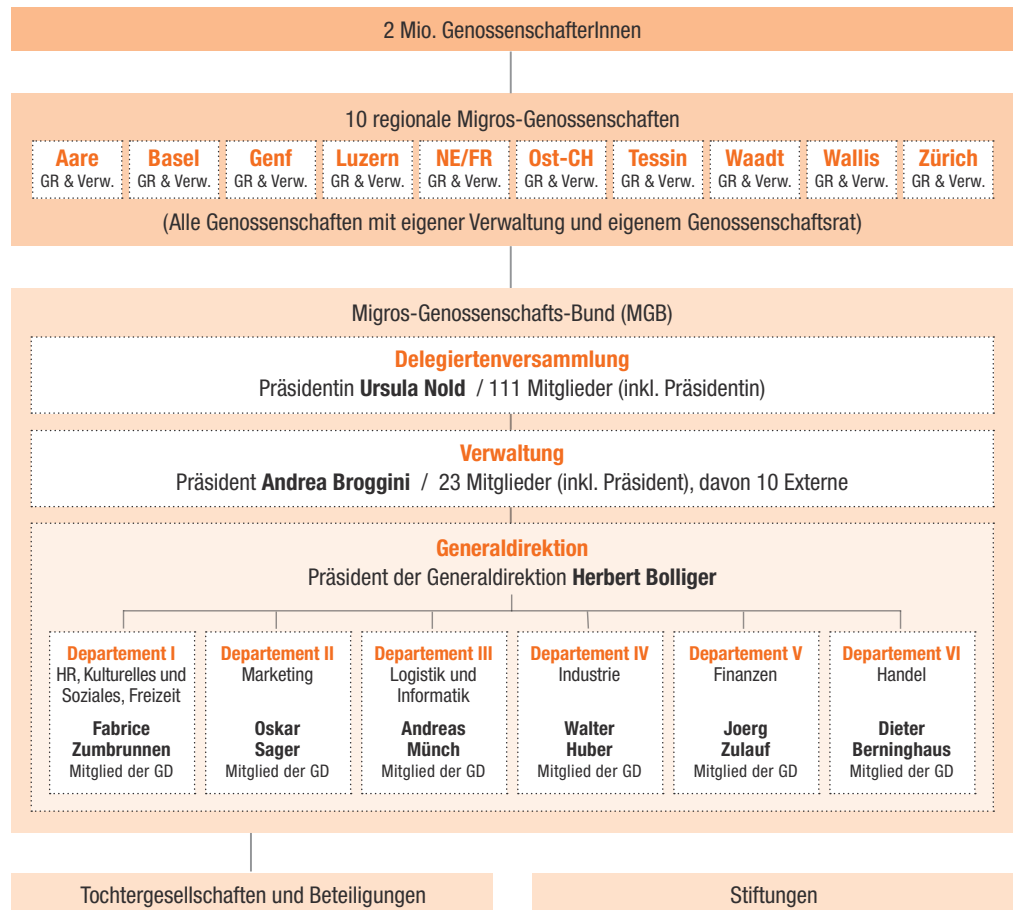 2 Mio. GenossenschafterInnen
10 regionale Migros-Genossenschaften
Aare
GR & Verw.
Basel
GR & Verw.
Genf
GR & Verw.
Luzern
GR & Verw.
NE/FR
GR & Verw.
Ost-CH
GR & Verw.
Tessin
GR & Verw.
Waadt
GR & Verw.
Wallis
GR & Verw.
Zürich
GR & Verw.
(Alle Genossenschaften mit eigener Verwaltung und eigenem Genossenschaftsrat)
Migros-Genossenschafts-Bund (MGB)
Delegiertenversammlung
Präsidentin Ursula Nold / 111 Mitglieder (inkl. Präsidentin)
Verwaltung
Präsident Andrea Broggini / 23 Mitglieder (inkl. Präsident), davon 10 Externe
Generaldirektion
Präsident der Generaldirektion Herbert Bolliger
Departement I
HR, Kulturelles und
Soziales, Freizeit
Fabrice
Zumbrunnen
Mitglied der GD
Departement II
Marketing
Oskar
Sager
Mitglied der GD
Departement III
Logistik und
Informatik
Andreas
Münch
Mitglied der GD
Departement IV
Industrie
Walter
Huber
Mitglied der GD
Departement V
Finanzen
Joerg
Zulauf
Mitglied der GD
Departement VI
Handel
Dieter
Berninghaus
Mitglied der GD
Tochtergesellschaften und Beteiligungen
Stiftungen